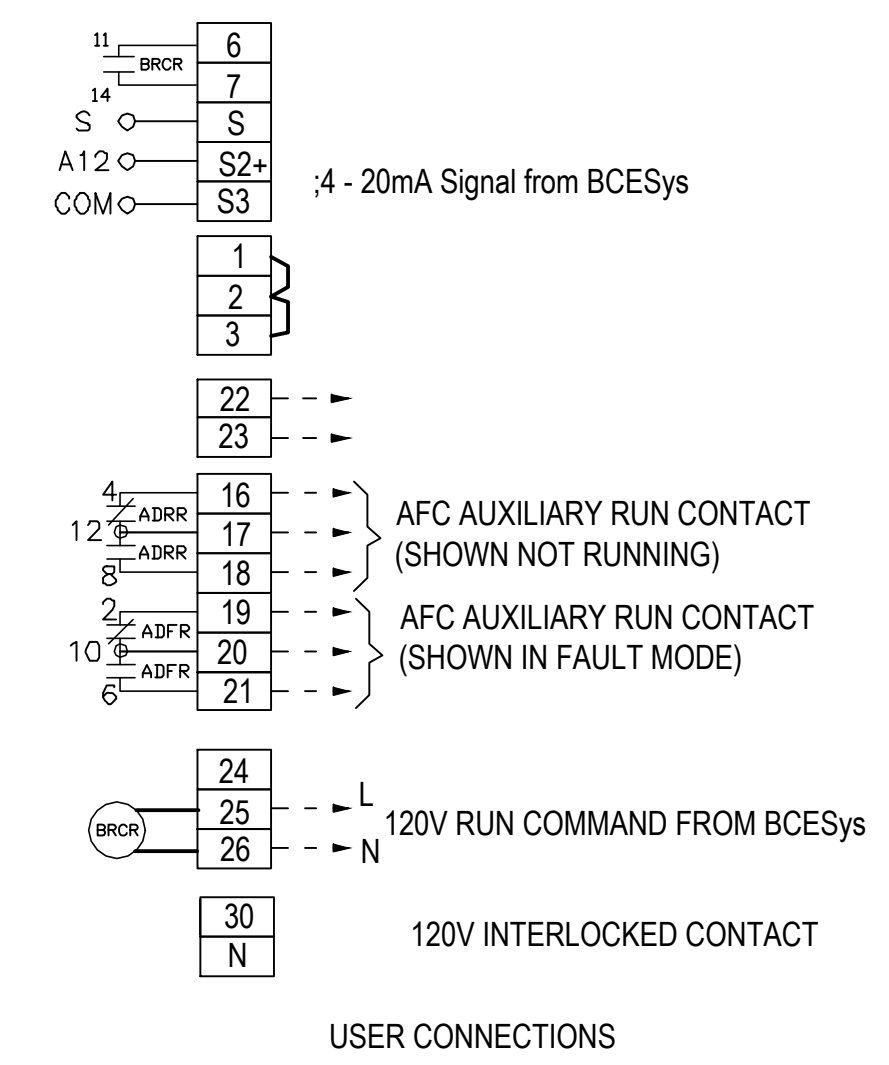 11 6
BRCR
14 7
S S
A12 S2+
;4 - 20mA Signal from BCESys
COM S3
1
2
3
22
23
4 16
ADRR
12 17
ADRR
8 18
AFC AUXILIARY RUN CONTACT
(SHOWN NOT RUNNING)
2 19
ADFR
10 20
ADFR
6 21
AFC AUXILIARY RUN CONTACT
(SHOWN IN FAULT MODE)
24
BRCR
25 L
26 N
120V RUN COMMAND FROM BCESys
30
N
120V INTERLOCKED CONTACT
USER CONNECTIONS